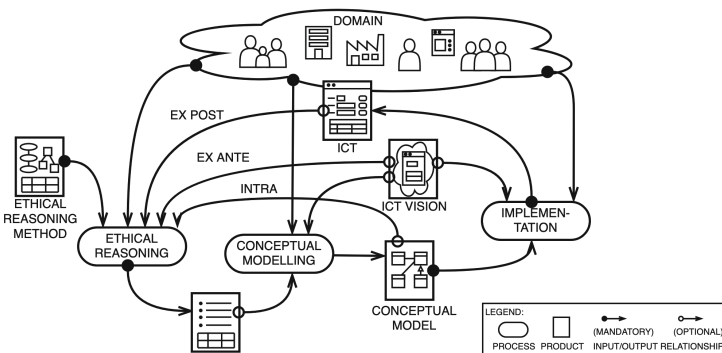 DOMAIN
EX POST
ICT
EX ANTE
INTRA
ICT VISION
ETHICAL
REASONING
METHOD
ETHICAL
REASONING
CONCEPTUAL
MODELLING
IMPLEMEN-
TATION
CONCEPTUAL
MODEL
LEGEND:
(MANDATORY) (OPTIONAL)
PROCESS PRODUCT INPUT/OUTPUT RELATIONSHIP